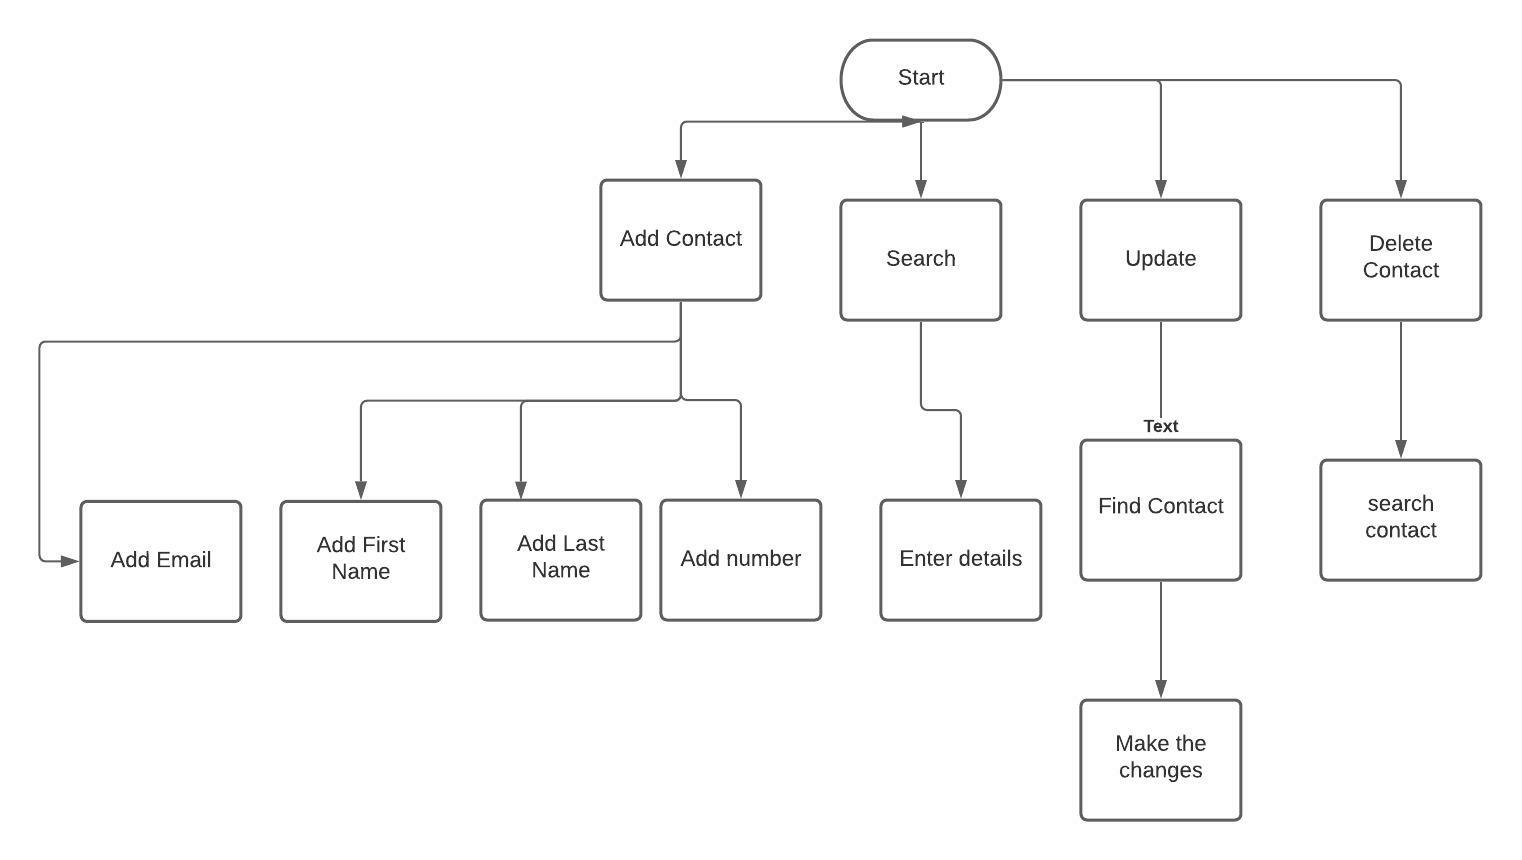 Start
Add Contact
Search
Update
Delete
Contact
Text
Add Email
Add First
Name
Add Last
Name
Add number
Enter details
Find Contact
search
contact
Make the
changes